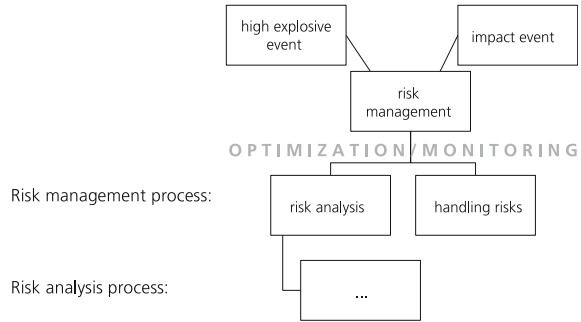 high explosive
event
impact event
risk
management
OPTIMIZATION/MONITORING
Risk management process:
risk analysis
handling risks
Risk analysis process:
...